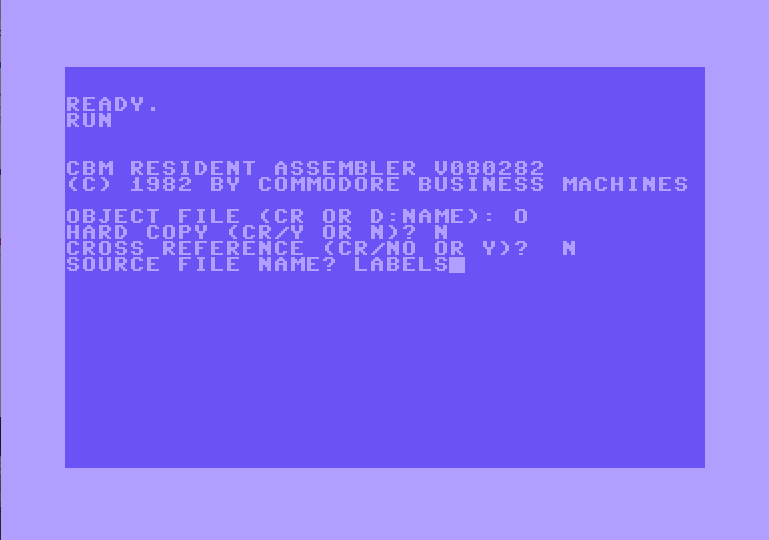 READY.
RUN
CBM RESIDENT ASSEMBLER V080282
(C) 1982 BY COMMODORE BUSINESS MACHINES
OBJECT FILE (CR OR D:NAME): O
HARD COPY (CR/Y OR N)? N
CROSS REFERENCE (CR/NO OR Y)?  N
SOURCE FILE NAME? LABELS